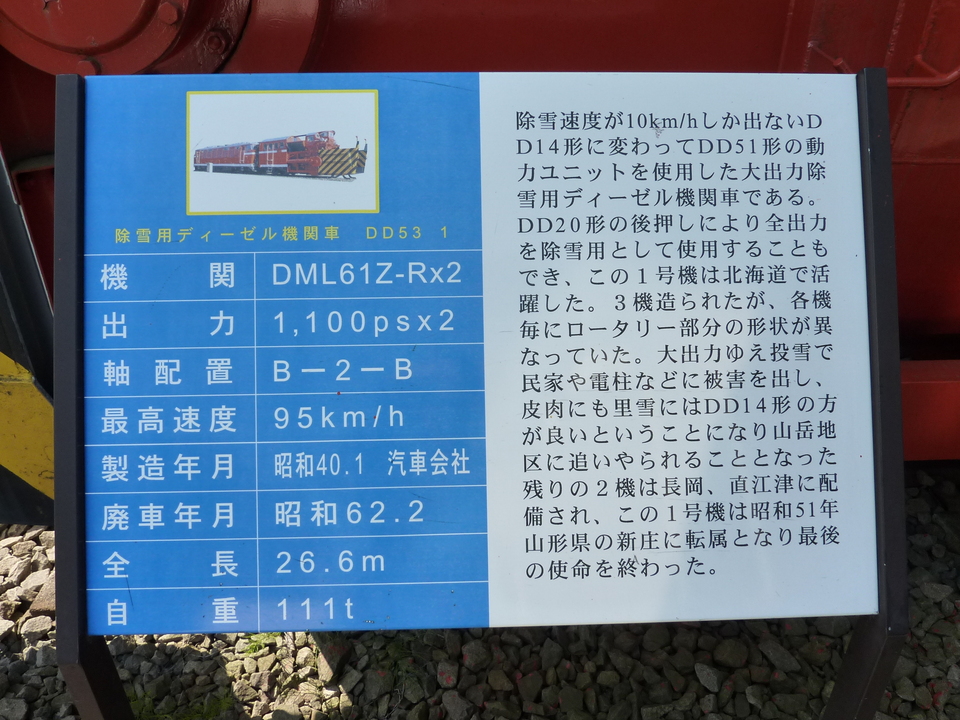 除雪用ディーゼル機関車 DD53 1
機関 DML61Z-Rx2
出力 1,100psx2
軸配置 B－2－B
最高速度 95km/h
製造年月 昭和40.1 汽車会社
廃車年月 昭和62.2
全長 26.6m
自重 111t
除雪速度が10km/hしか出ないD
D14形に変わってDD51形の動
力ユニットを使用した大出力除
雪用ディーゼル機関車である。
DD20形の後押しにより全出力
を除雪用として使用することも
でき、この1号機は北海道で活
躍した。3機造られたが、各機
毎にロータリー部分の形状が異
なっていた。大出力ゆえ投雪で
民家や電柱などに被害を出し、
皮肉にも里雪にはDD14形の方
が良いということになり山岳地
区に追いやられることとなった
残りの2機は長岡、直江津に配
備され、この1号機は昭和51年
山形県の新庄に転属となり最後
の使命を終わった。